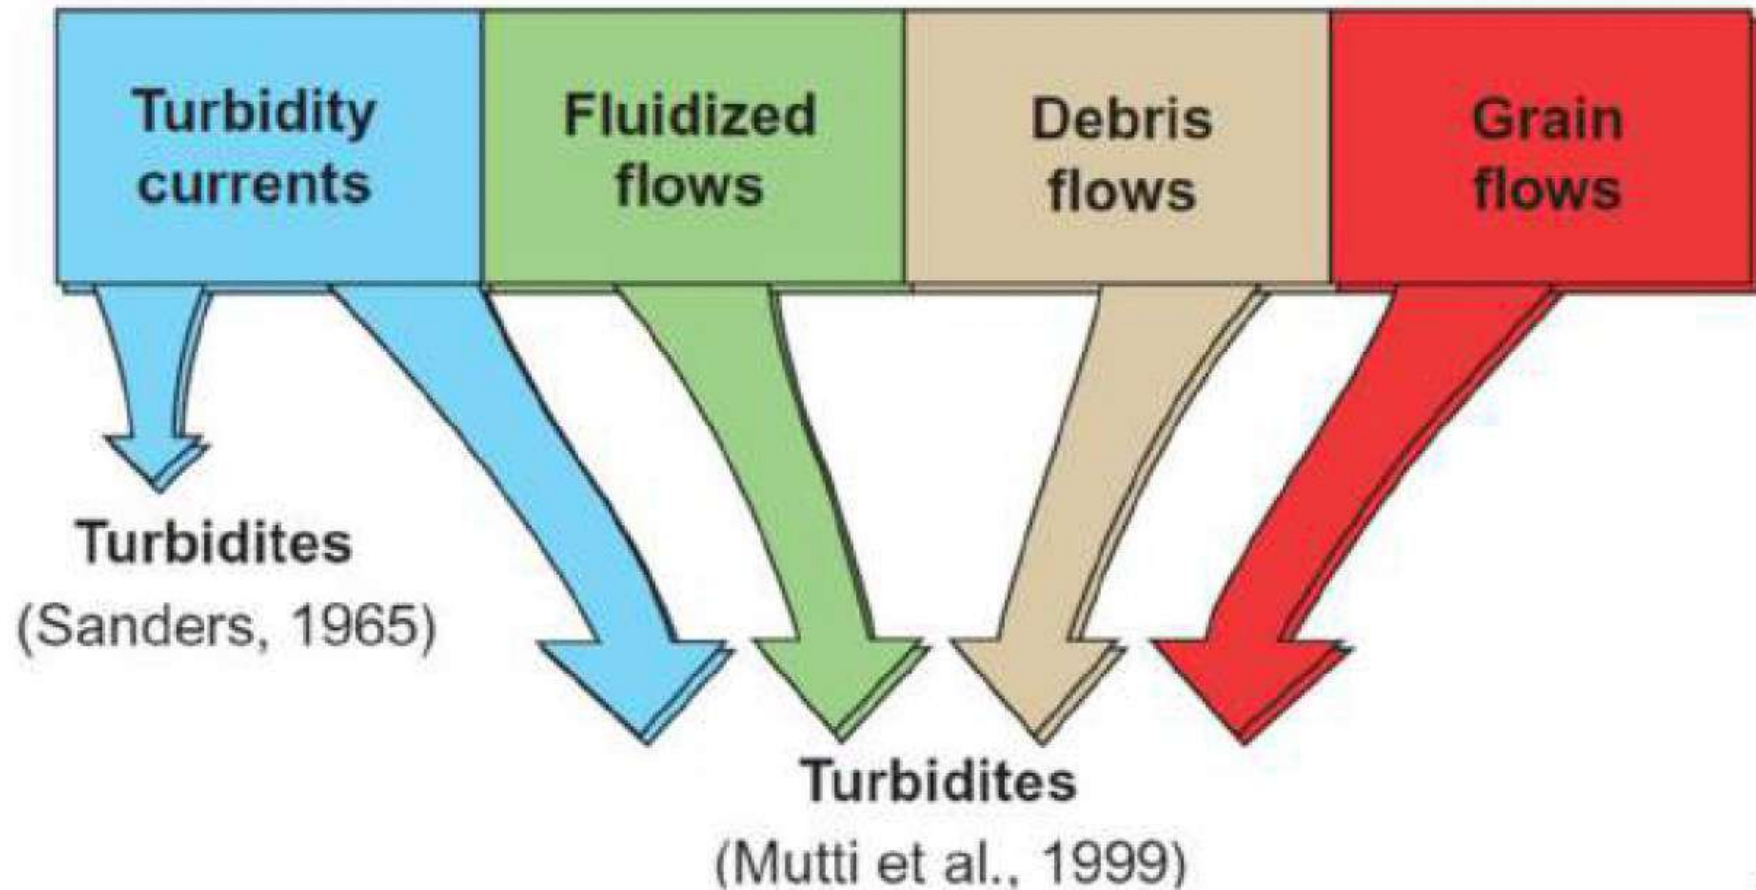 Turbidity
currents
Fluidized
flows
Debris
flows
Grain
flows
Turbidites
(Sanders, 1965)
Turbidites
(Mutti et al., 1999)